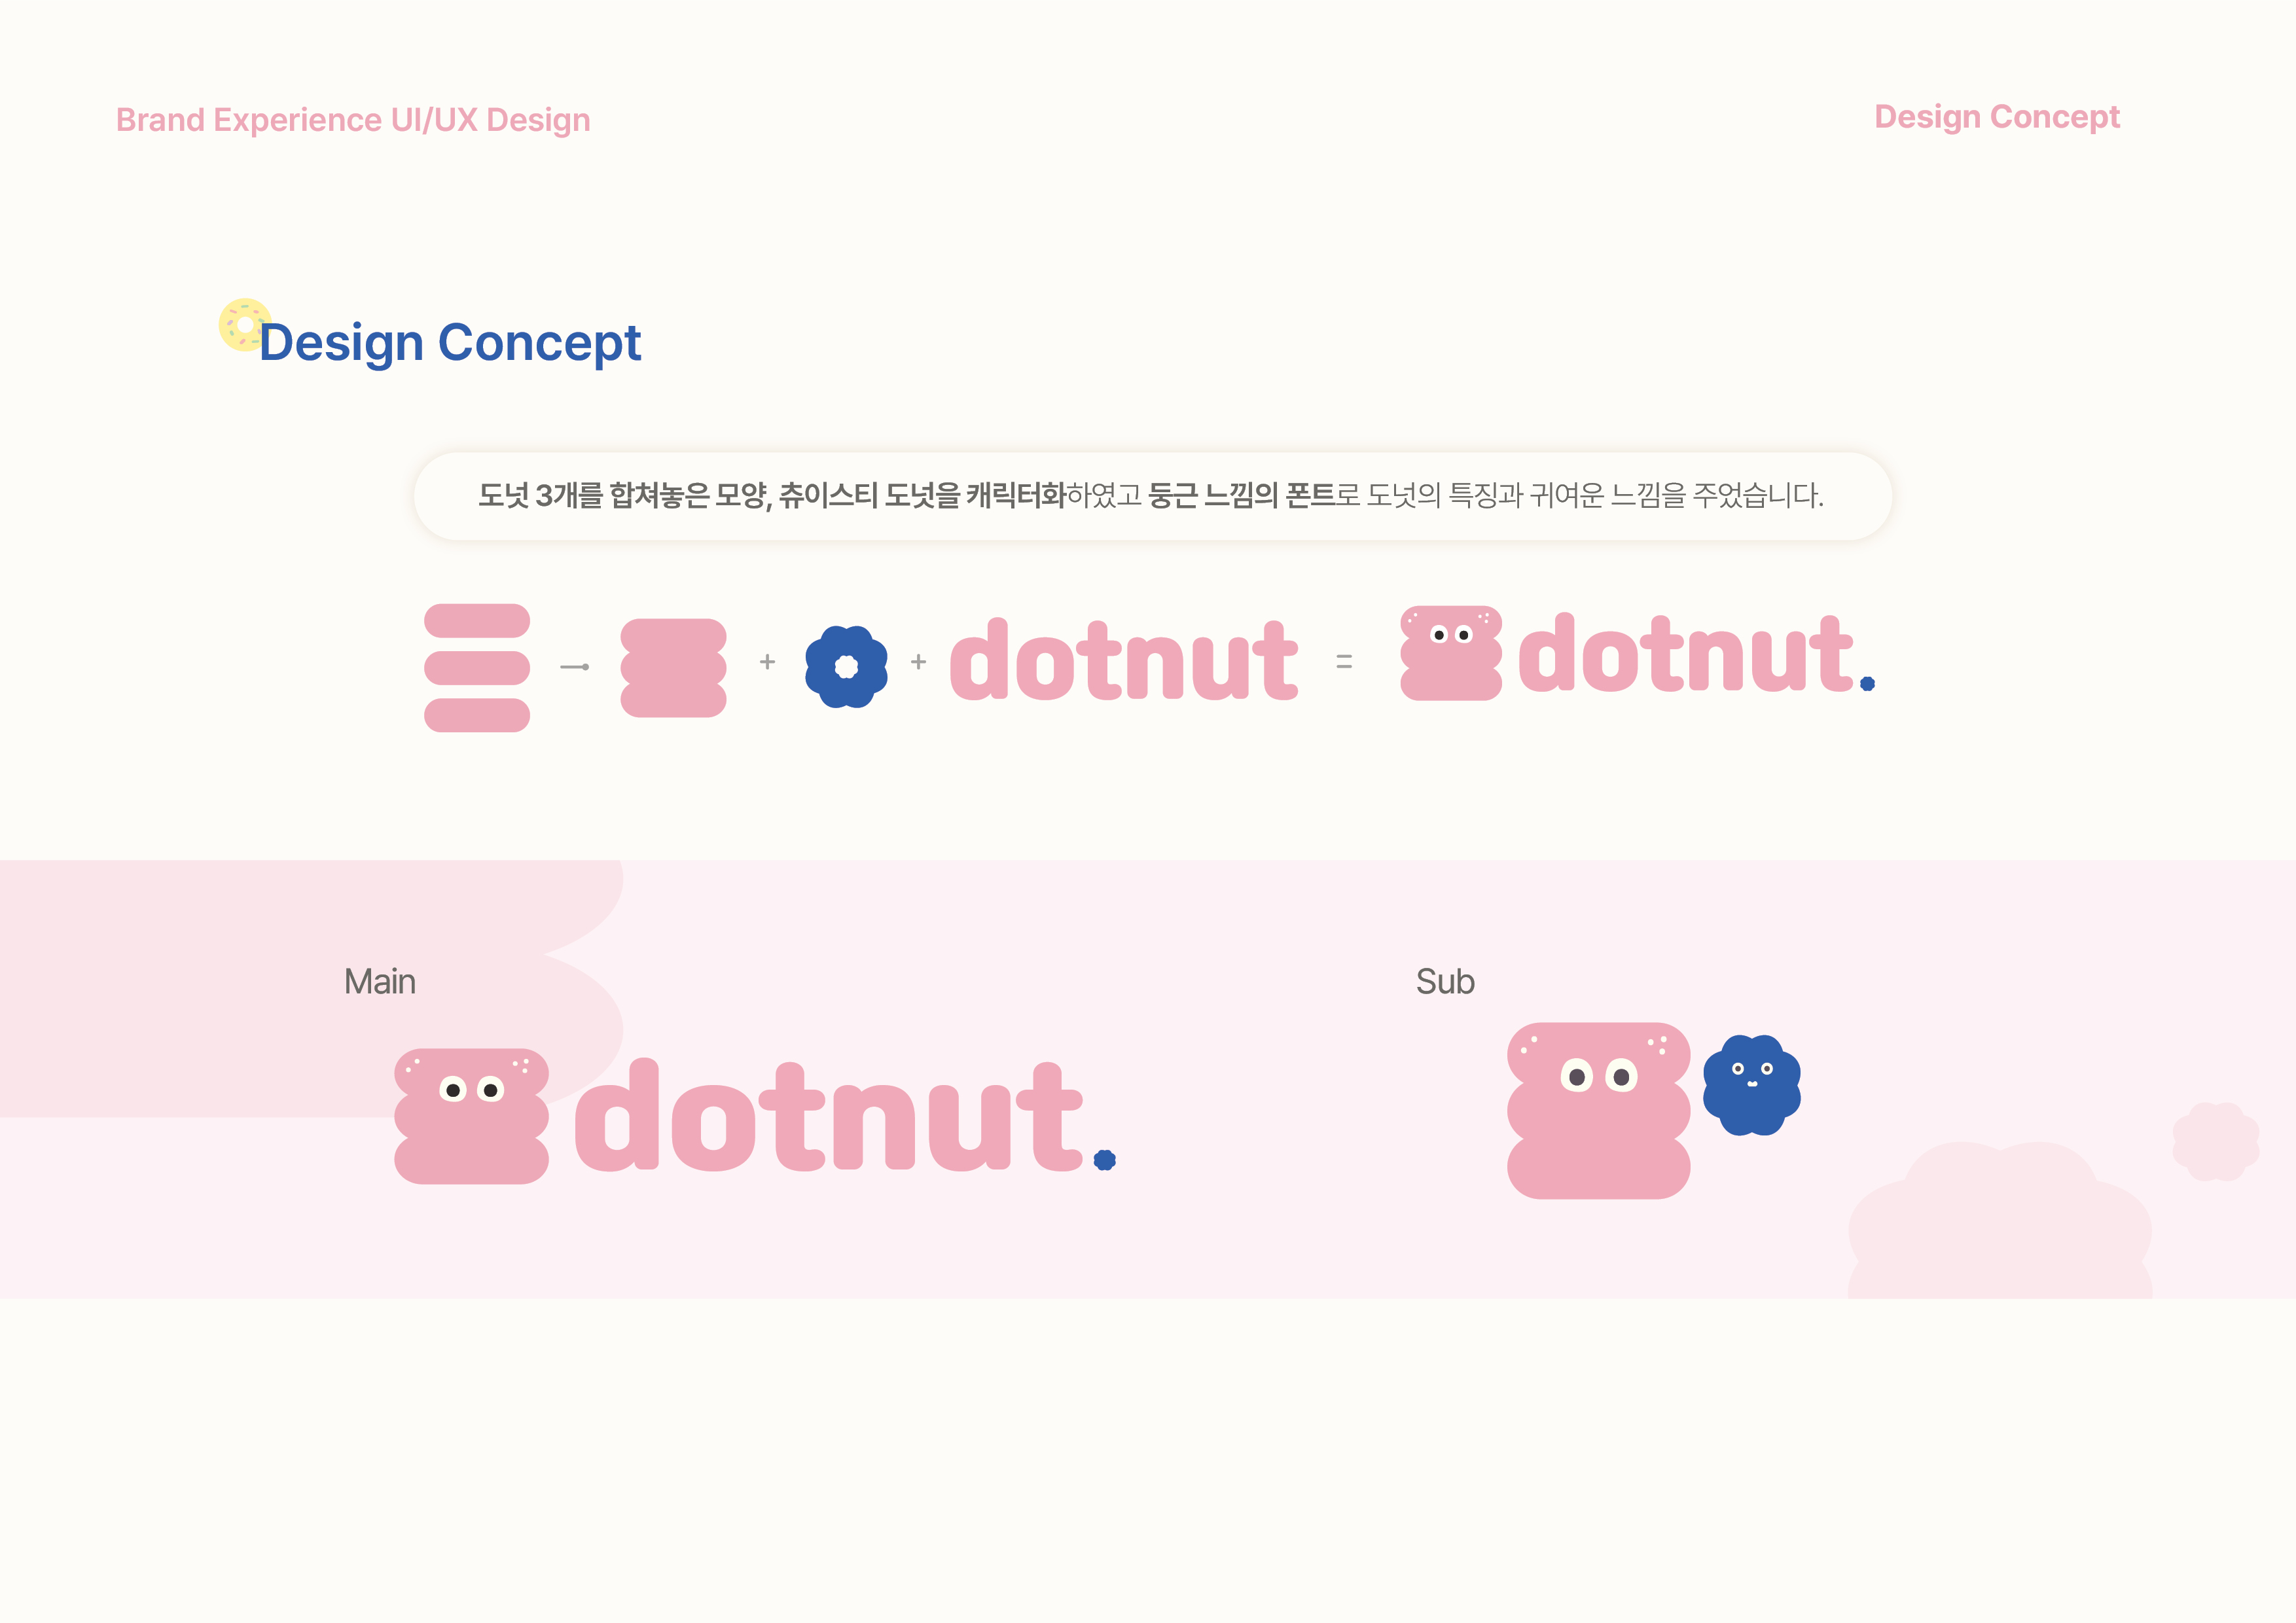 Brand Experience UI/UX Design
Design Concept
Design Concept
도넛 3개를 합쳐놓은 모양, 츄이스티 도넛을 캐릭터화하였고 둥근 느낌의 폰트로 도넛의 특징과 귀여운 느낌을 주었습니다.
+ + dotnut = dotnut.
Main
Sub
dotnut.